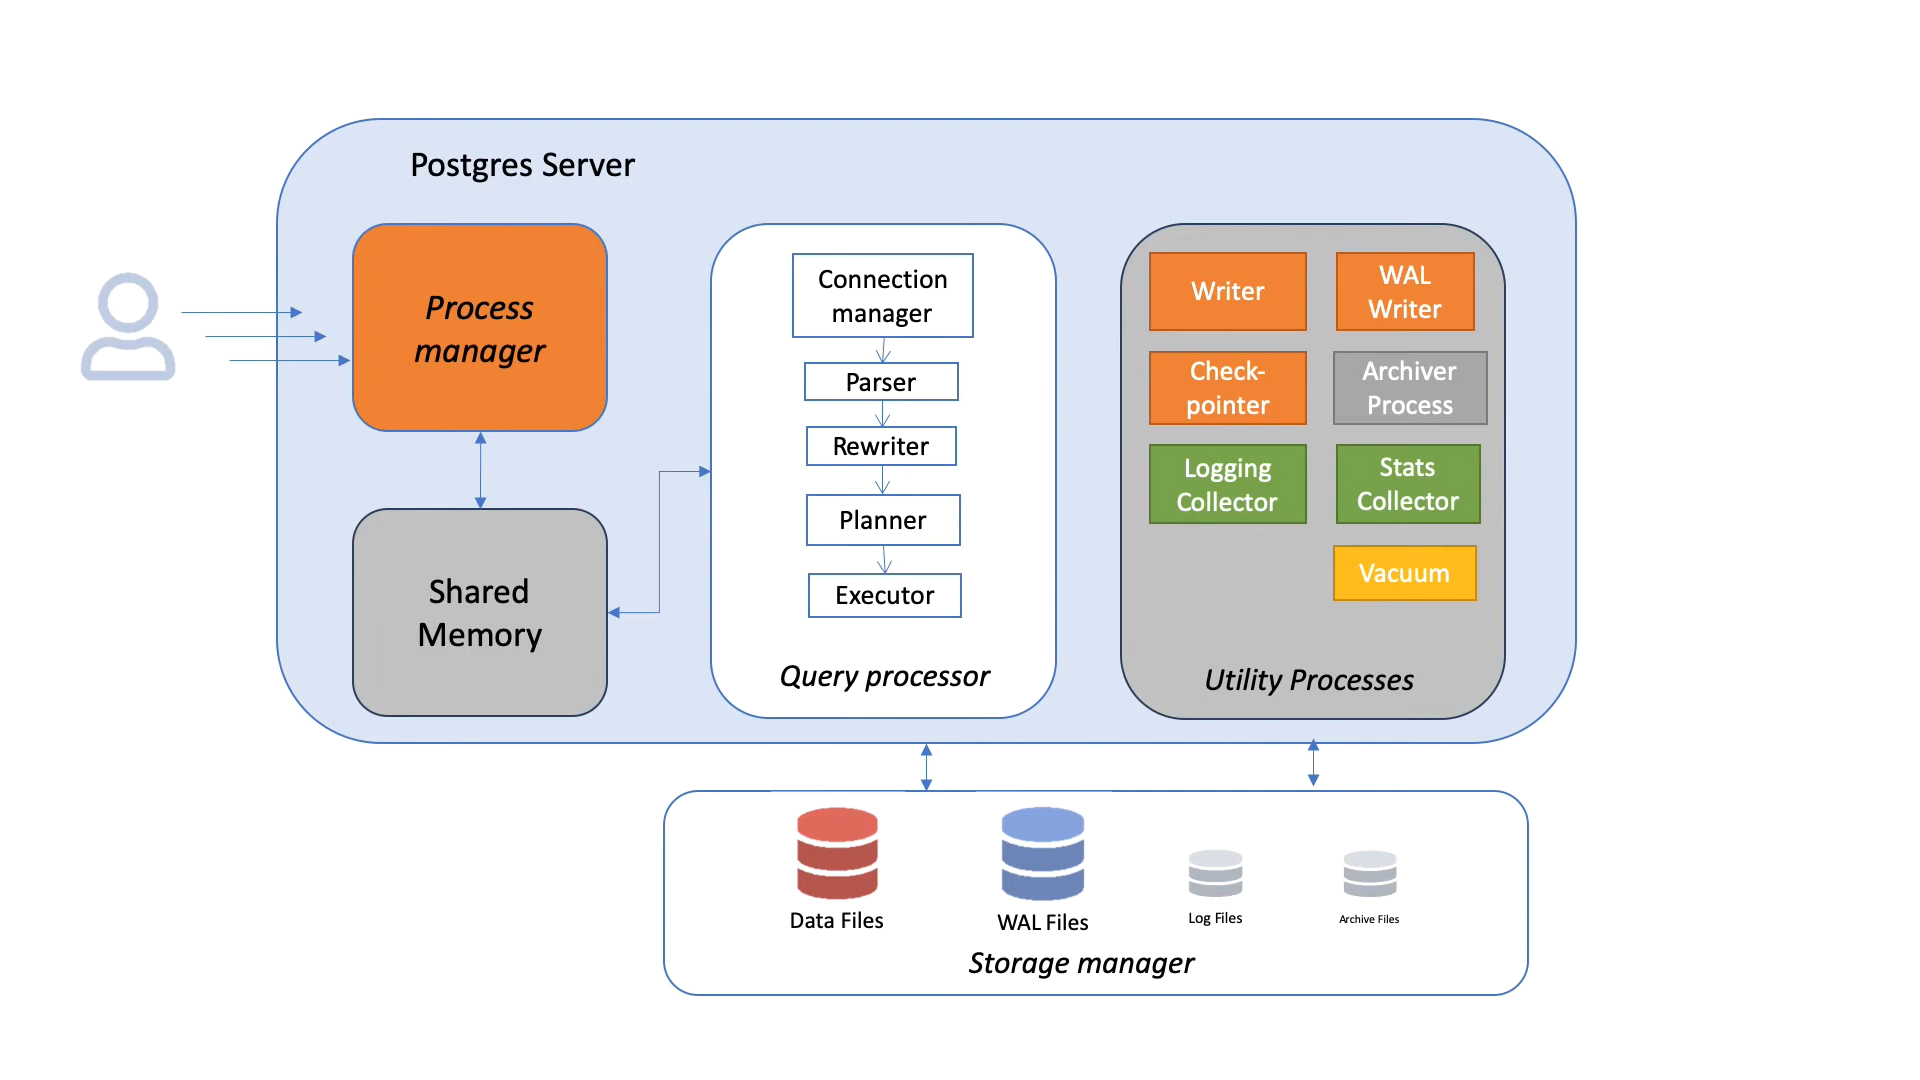 Postgres Server
Process
manager
Shared
Memory
Connection
manager
Parser
Rewriter
Planner
Executor
Query processor
Writer
WAL
Writer
Check-
pointer
Archiver
Process
Logging
Collector
Stats
Collector
Vacuum
Utility Processes
Data Files
WAL Files
Log Files
Archive Files
Storage manager